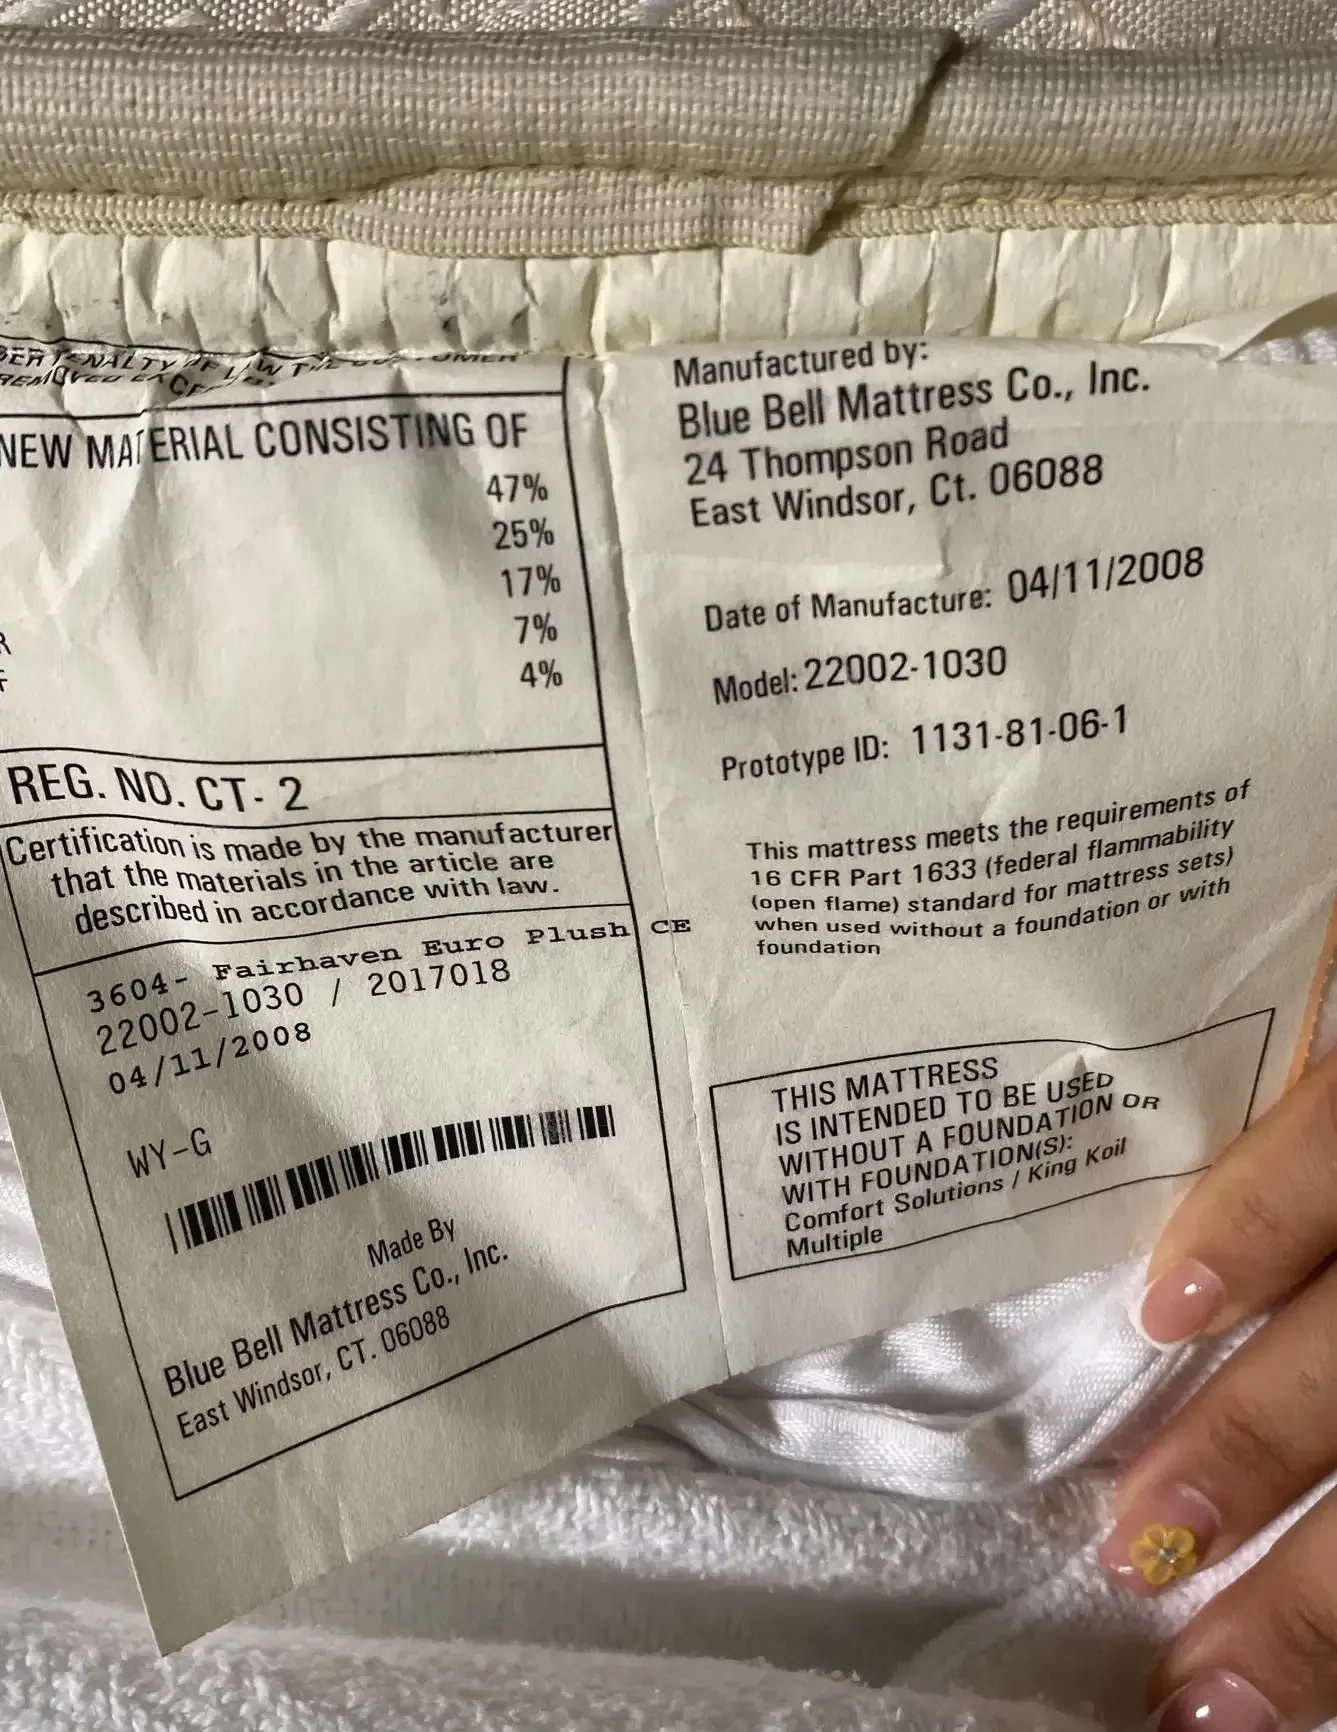 PENALTY OF LAW THE
REMOVED EXCE
NEW MATERIAL CONSISTING OF
47%
25%
17%
7%
4%
REG. NO. CT- 2
Certification is made by the manufacturer
that the materials in the article are
described in accordance with law.
3604- Fairhaven Euro Plush CE
22002-1030 / 2017018
04/11/2008
WY-G
Made By
Blue Bell Mattress Co., Inc.
East Windsor, CT. 06088
Manufactured by:
Blue Bell Mattress Co., Inc.
24 Thompson Road
East Windsor, Ct. 06088
Date of Manufacture: 04/11/2008
Model: 22002-1030
Prototype ID: 1131-81-06-1
This mattress meets the requirements of
16 CFR Part 1633 (federal flammability
(open flame) standard for mattress sets)
when used without a foundation or with
foundation
THIS MATTRESS
IS INTENDED TO BE USED
WITHOUT A FOUNDATION OR
WITH FOUNDATION(S):
Comfort Solutions / King Koil
Multiple